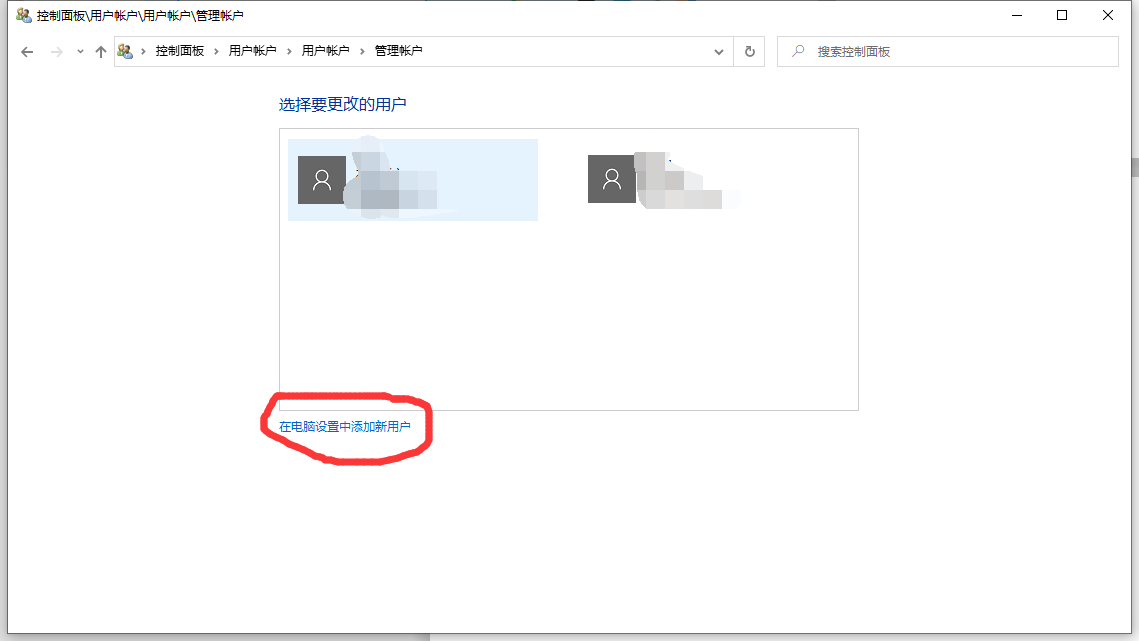 控制面板\用户帐户\用户帐户\管理帐户
控制面板 › 用户帐户 › 用户帐户 › 管理帐户
搜索控制面板
选择要更改的用户
在电脑设置中添加新用户